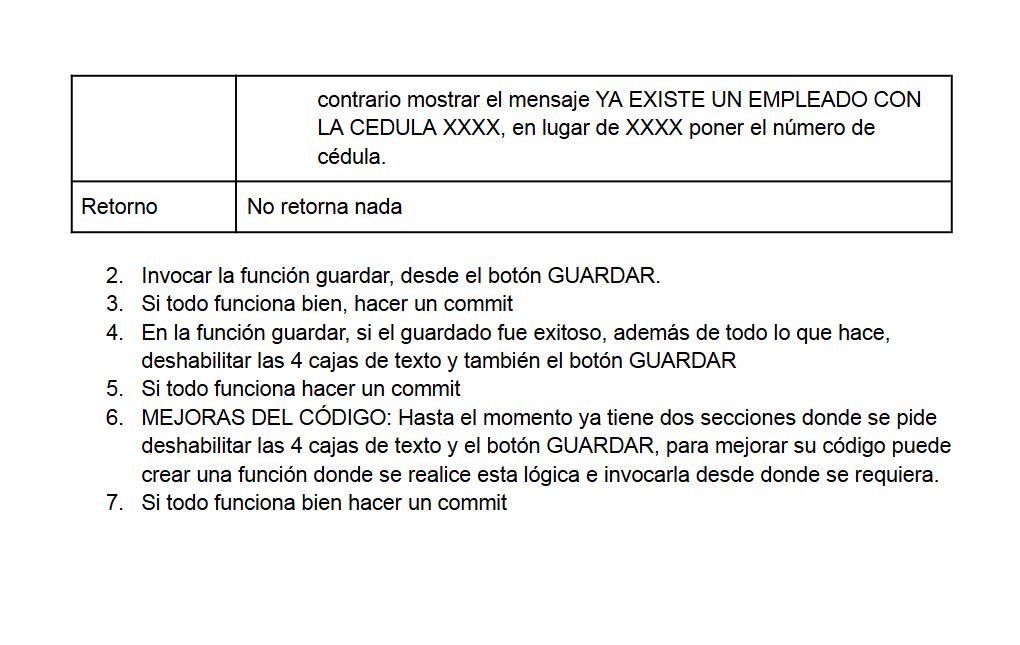 contrario mostrar el mensaje YA EXISTE UN EMPLEADO CON
LA CEDULA XXXX, en lugar de XXXX poner el número de
cédula.
Retorno No retorna nada
2. Invocar la función guardar, desde el botón GUARDAR.
3. Si todo funciona bien, hacer un commit
4. En la función guardar, si el guardado fue exitoso, además de todo lo que hace,
deshabilitar las 4 cajas de texto y también el botón GUARDAR
5. Si todo funciona hacer un commit
6. MEJORAS DEL CÓDIGO: Hasta el momento ya tiene dos secciones donde se pide
deshabilitar las 4 cajas de texto y el botón GUARDAR, para mejorar su código puede
crear una función donde se realice esta lógica e invocarla desde donde se requiera.
7. Si todo funciona bien hacer un commit